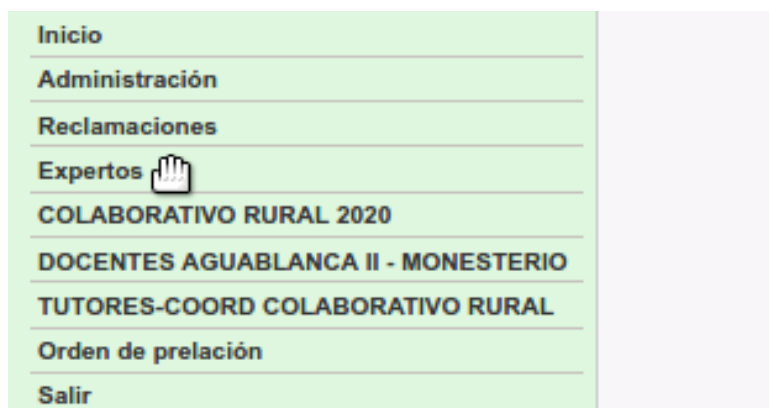 Inicio
Administración
Reclamaciones
Expertos
COLABORATIVO RURAL 2020
DOCENTES AGUABLANCA II - MONESTERIO
TUTORES-COORD COLABORATIVO RURAL
Orden de prelación
Salir